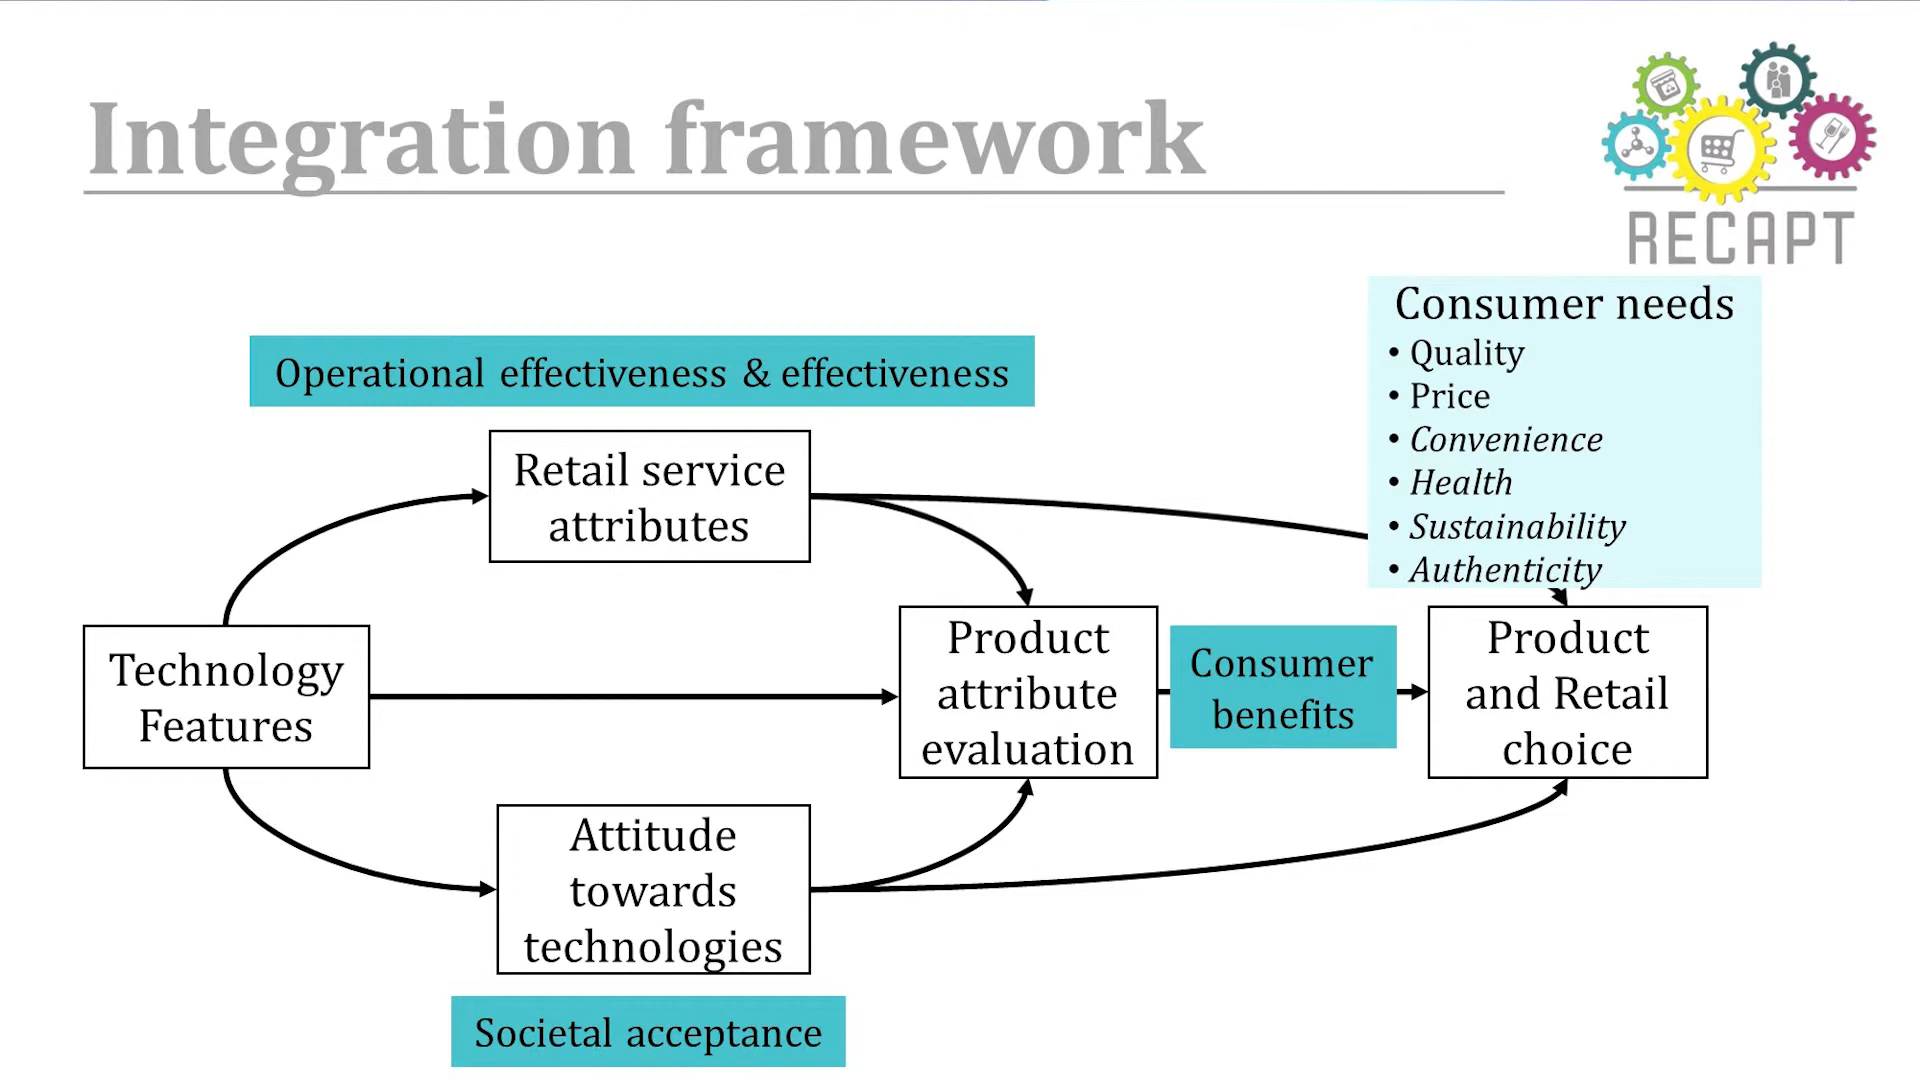 Integration framework
RECAPT
Consumer needs
• Quality
• Price
• Convenience
• Health
• Sustainability
• Authenticity
Operational effectiveness & effectiveness
Retail service
attributes
Technology
Features
Product
attribute
evaluation
Consumer
benefits
Product
and Retail
choice
Attitude
towards
technologies
Societal acceptance